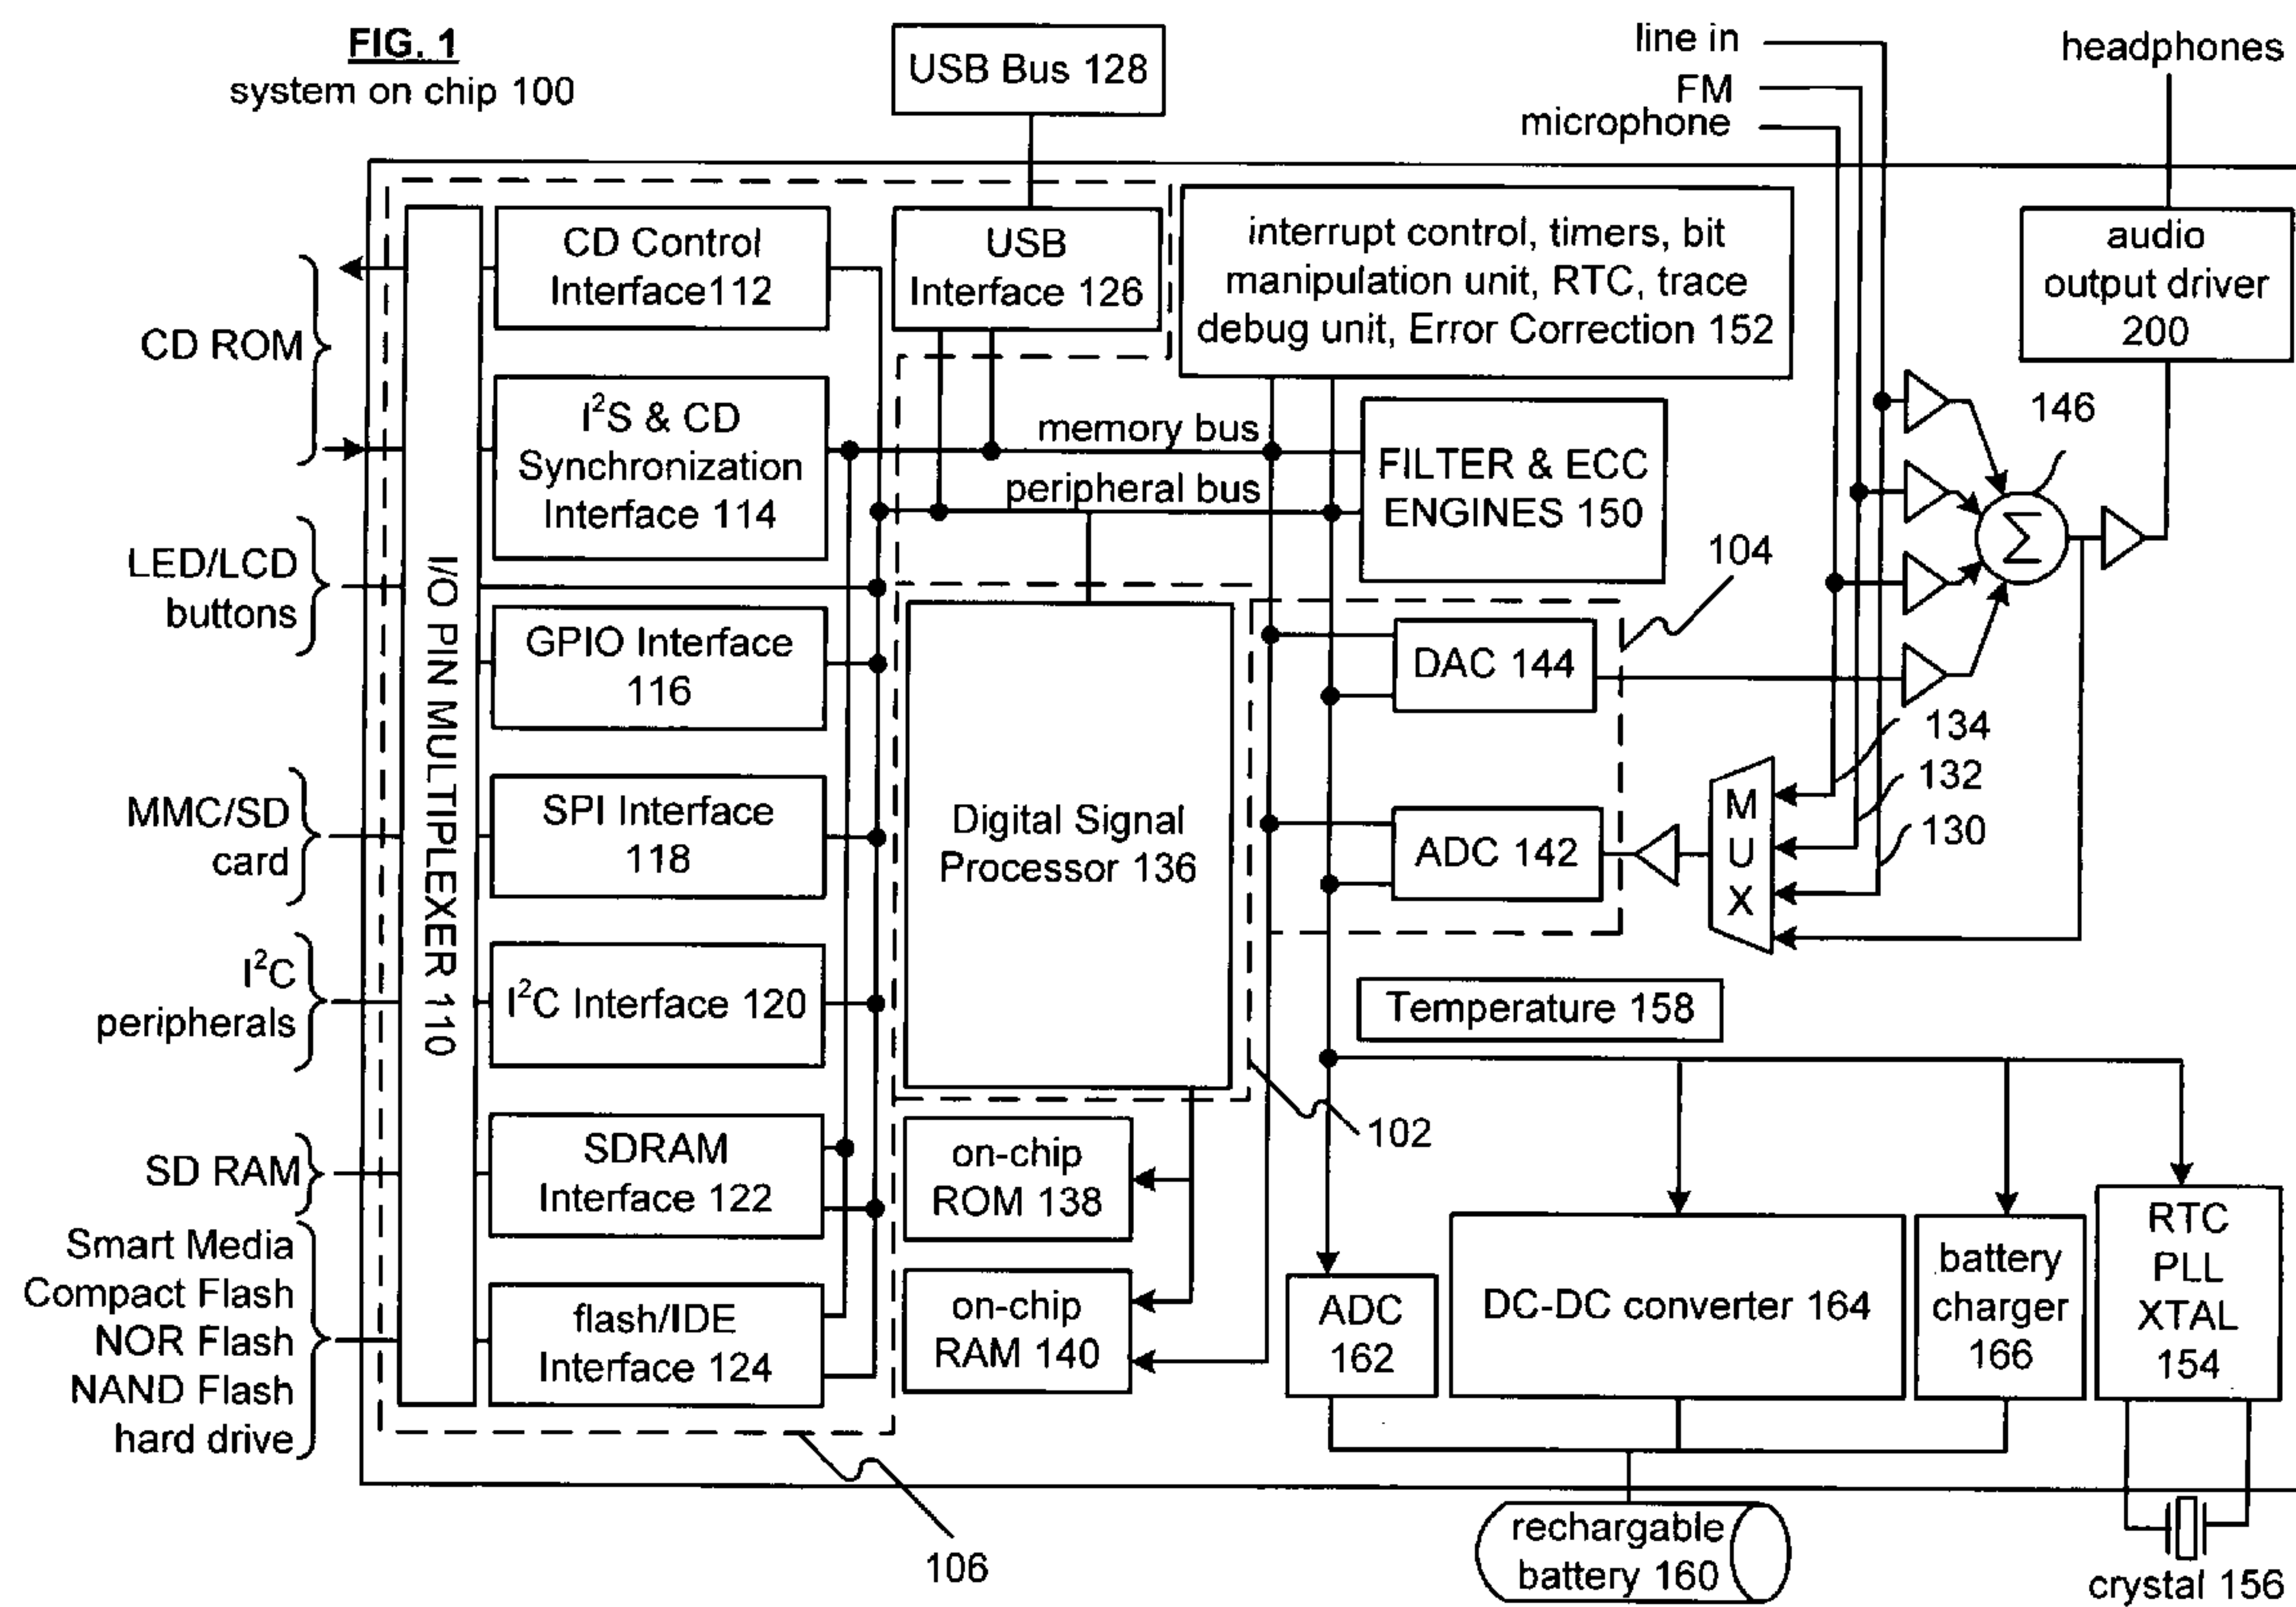 FIG. 1
system on chip 100
USB Bus 128
line in
FM
microphone
headphones
CD ROM
LED/LCD
buttons
MMC/SD
card
I²C
peripherals
SD RAM
Smart Media
Compact Flash
NOR Flash
NAND Flash
hard drive
I/O PIN MULTIPLEXER 110
CD Control
Interface112
I²S & CD
Synchronization
Interface 114
GPIO Interface
116
SPI Interface
118
I²C Interface 120
SDRAM
Interface 122
flash/IDE
Interface 124
106
USB
Interface 126
memory bus
peripheral bus
Digital Signal
Processor 136
102
on-chip
ROM 138
on-chip
RAM 140
interrupt control, timers, bit
manipulation unit, RTC, trace
debug unit, Error Correction 152
FILTER & ECC
ENGINES 150
104
DAC 144
ADC 142
M
U
X
134
132
130
146
Σ
audio
output driver
200
Temperature 158
ADC
162
DC-DC converter 164
battery
charger
166
RTC
PLL
XTAL
154
rechargable
battery 160
crystal 156